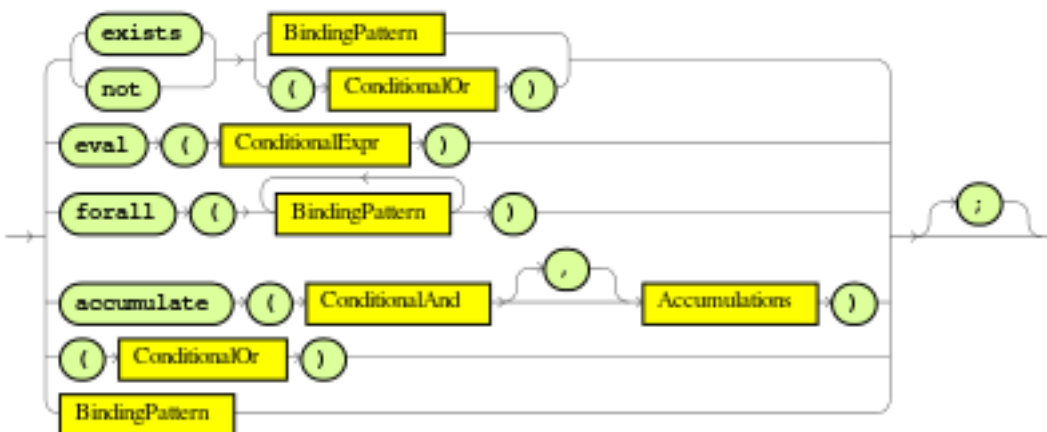 exists BindingPattern
not ( ConditionalOr )
eval ( ConditionalExpr )
forall ( BindingPattern ) ;
accumulate ( ConditionalAnd , Accumulations )
( ConditionalOr )
BindingPattern